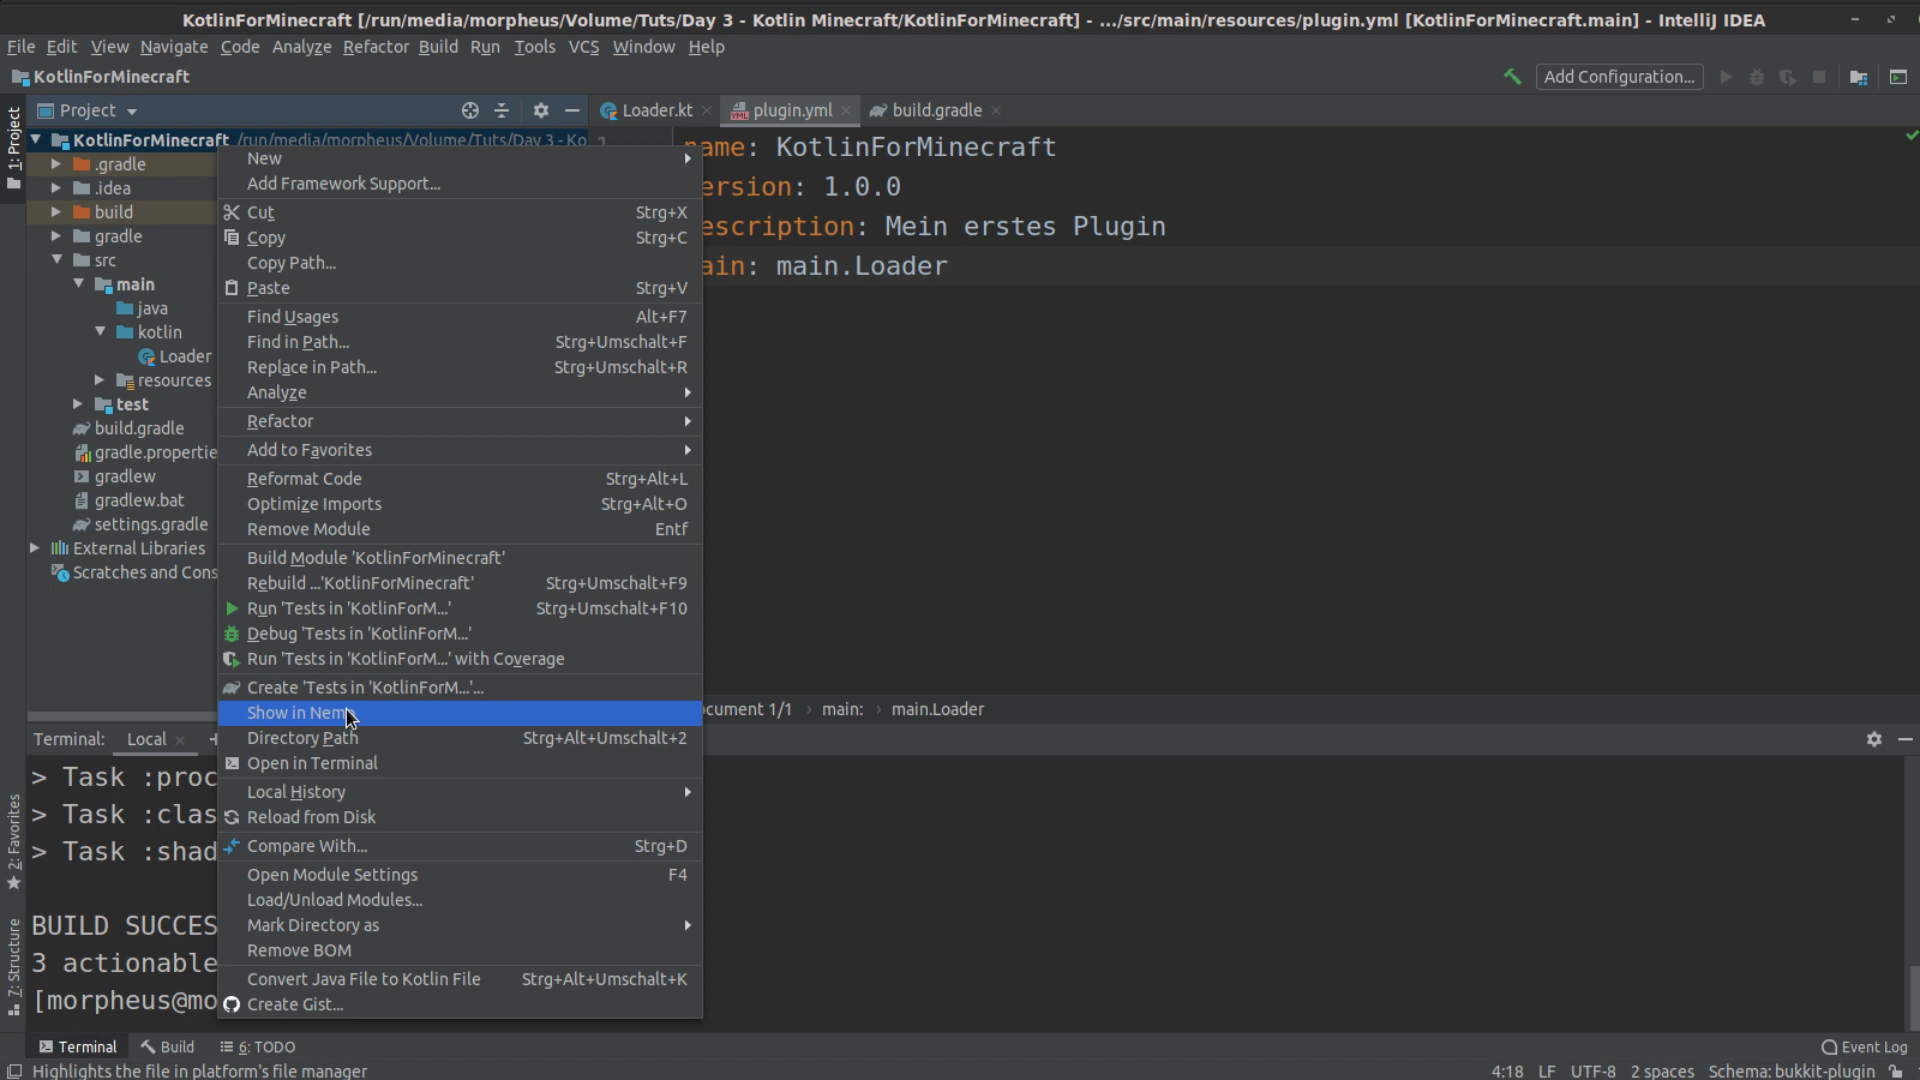 KotlinForMinecraft [/run/media/morpheus/Volume/Tuts/Day 3 - Kotlin Minecraft/KotlinForMinecraft] - .../src/main/resources/plugin.yml [KotlinForMinecraft.main] - IntelliJ IDEA
File Edit View Navigate Code Analyze Refactor Build Run Tools VCS Window Help
KotlinForMinecraft
Add Configuration...
1: Project
Project
Loader.kt
plugin.yml
build.gradle
KotlinForMinecraft /run/media/morpheus/Volume/Tuts/Day 3 - Ko
.gradle
.idea
build
gradle
src
main
java
kotlin
Loader
resources
test
build.gradle
gradle.propertie
gradlew
gradlew.bat
settings.gradle
External Libraries
Scratches and Cons
New
Add Framework Support...
Cut Strg+X
Copy Strg+C
Copy Path...
Paste Strg+V
Find Usages Alt+F7
Find in Path... Strg+Umschalt+F
Replace in Path... Strg+Umschalt+R
Analyze
Refactor
Add to Favorites
Reformat Code Strg+Alt+L
Optimize Imports Strg+Alt+O
Remove Module Entf
Build Module 'KotlinForMinecraft'
Rebuild ...'KotlinForMinecraft' Strg+Umschalt+F9
Run 'Tests in 'KotlinForM...' Strg+Umschalt+F10
Debug 'Tests in 'KotlinForM...'
Run 'Tests in 'KotlinForM...' with Coverage
Create 'Tests in 'KotlinForM...'...
Show in Nemo
Directory Path Strg+Alt+Umschalt+2
Open in Terminal
Local History
Reload from Disk
Compare With... Strg+D
Open Module Settings F4
Load/Unload Modules...
Mark Directory as
Remove BOM
Convert Java File to Kotlin File Strg+Alt+Umschalt+K
Create Gist...
1
name: KotlinForMinecraft
ersion: 1.0.0
escription: Mein erstes Plugin
ain: main.Loader
ocument 1/1 › main: › main.Loader
Terminal: Local
> Task :proc
> Task :clas
> Task :shad
BUILD SUCCES
3 actionable
[morpheus@mo
2: Favorites
7: Structure
Terminal Build 6: TODO
Event Log
Highlights the file in platform's file manager
4:18 LF UTF-8 2 spaces Schema: bukkit-plugin